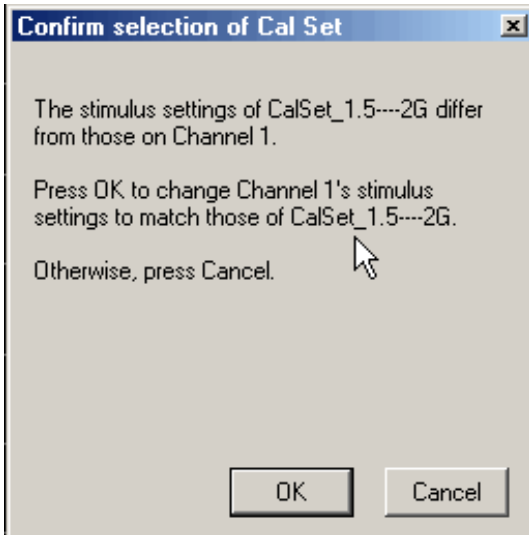 Confirm selection of Cal Set
The stimulus settings of CalSet_1.5----2G differ
from those on Channel 1.
Press OK to change Channel 1's stimulus
settings to match those of CalSet_1.5----2G.
Otherwise, press Cancel.
OK
Cancel